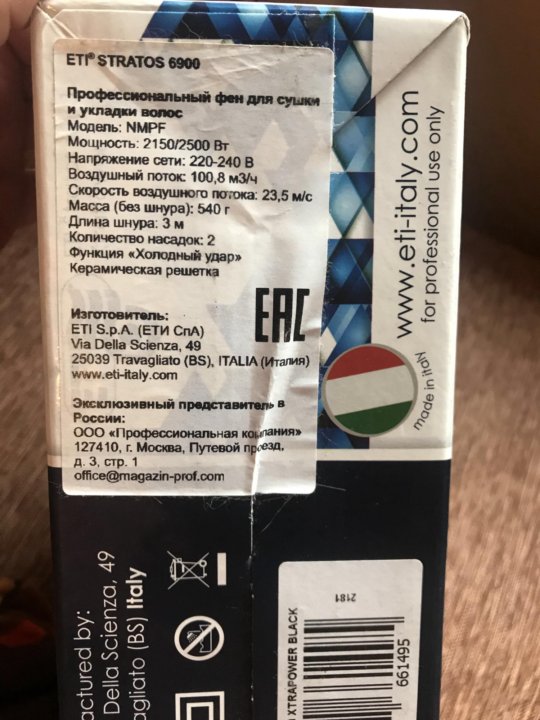 ETI® STRATOS 6900
Профессиональный фен для сушки
и укладки волос
Модель: NMPF
Мощность: 2150/2500 Вт
Напряжение сети: 220-240 В
Воздушный поток: 100,8 м3/ч
Скорость воздушного потока: 23,5 м/с
Масса (без шнура): 540 г
Длина шнура: 3 м
Количество насадок: 2
Функция «Холодный удар»
Керамическая решетка
EAC
Изготовитель:
ETI S.p.A. (ЕТИ СпА)
Via Della Scienza, 49
25039 Travagliato (BS), ITALIA (Италия)
www.eti-italy.com
Эксклюзивный представитель в
России:
ООО «Профессиональная компания»
127410, г. Москва, Путевой проезд,
д. 3, стр. 1
office@magazin-prof.com
www.eti-italy.com
for professional use only
made in italy
actured by:
Della Scienza, 49
agliato (BS) Italy
2181
XTRAPOWER BLACK
661495